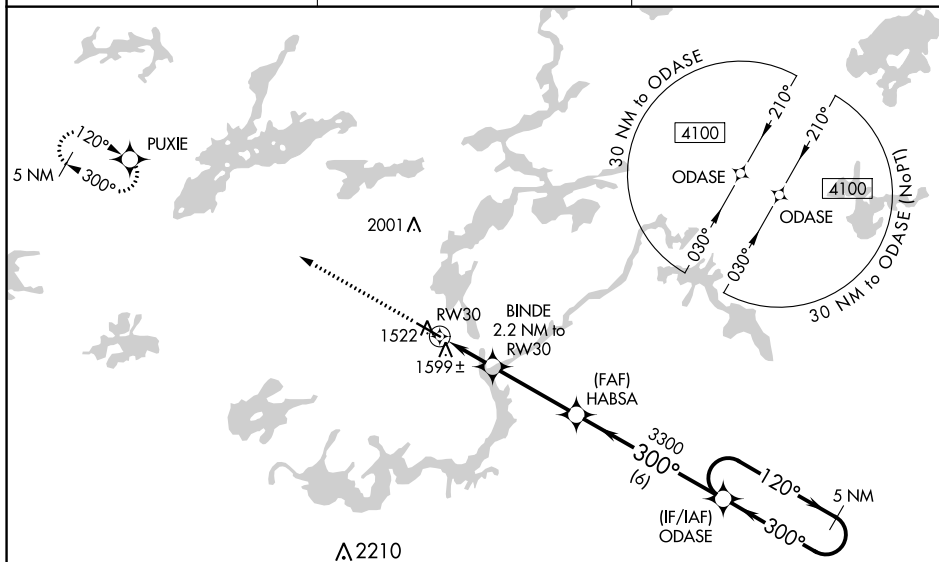 30 NM to ODASE
210°
4100
ODASE
030°
210°
4100
ODASE
030°
30 NM to ODASE (NoPT)
120°
PUXIE
5 NM
300°
2001
RW30
1522
1599 ±
BINDE
2.2 NM to
RW30
(FAF)
HABSA
3300
300°
(6)
120°
5 NM
300°
(IF/IAF)
ODASE
2210